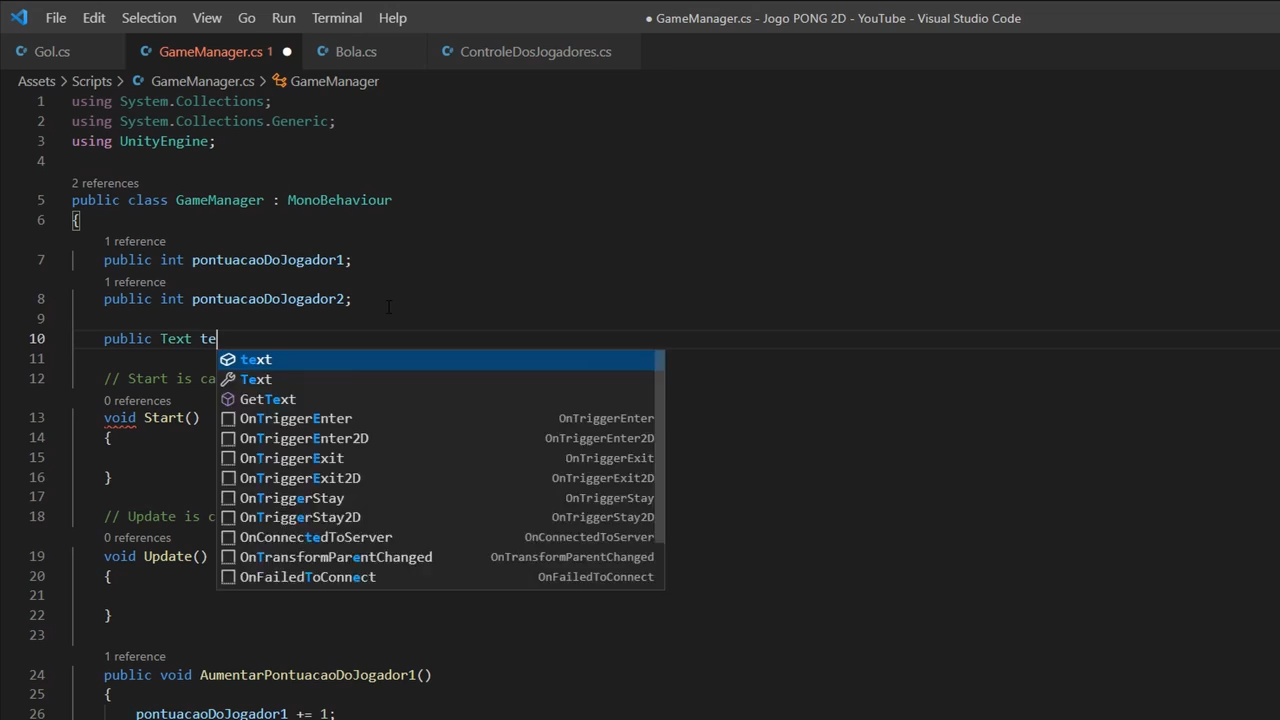 File Edit Selection View Go Run Terminal Help ● GameManager.cs - Jogo PONG 2D - YouTube - Visual Studio Code
Gol.cs GameManager.cs 1 ● Bola.cs ControleDosJogadores.cs
Assets > Scripts > GameManager.cs > GameManager
1 using System.Collections;
2 using System.Collections.Generic;
3 using UnityEngine;
4
2 references
5 public class GameManager : MonoBehaviour
6 {
1 reference
7 public int pontuacaoDoJogador1;
1 reference
8 public int pontuacaoDoJogador2;
9
10 public Text te
11 text
Text
12 // Start is ca
0 references GetText
13 void Start() OnTriggerEnter OnTriggerEnter
14 { OnTriggerEnter2D OnTriggerEnter2D
15 OnTriggerExit OnTriggerExit
16 } OnTriggerExit2D OnTriggerExit2D
17 OnTriggerStay OnTriggerStay
18 // Update is c OnTriggerStay2D OnTriggerStay2D
0 references OnConnectedToServer OnConnectedToServer
19 void Update() OnTransformParentChanged OnTransformParentChanged
20 { OnFailedToConnect OnFailedToConnect
21
22 }
23
1 reference
24 public void AumentarPontuacaoDoJogador1()
25 {
26 pontuacaoDoJogador1 += 1;